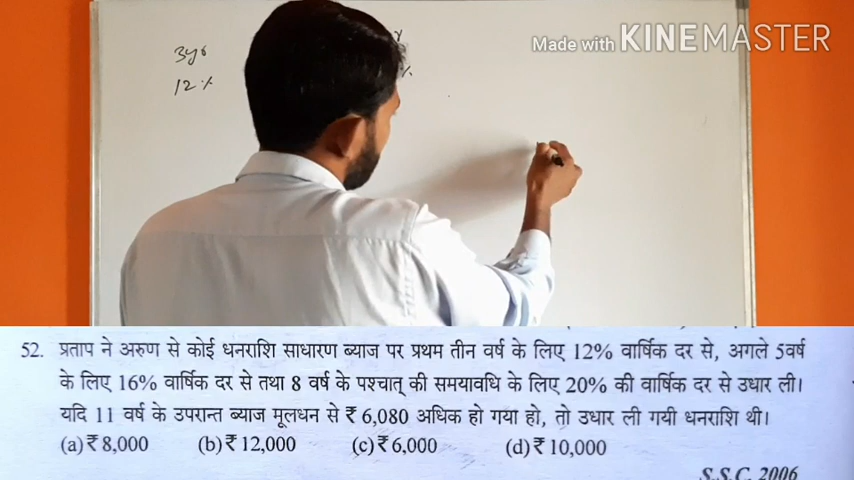 Made with KINEMASTER
3yr
12%
52. प्रताप ने अरुण से कोई धनराशि साधारण ब्याज पर प्रथम तीन वर्ष के लिए 12% वार्षिक दर से, अगले 5वर्ष
के लिए 16% वार्षिक दर से तथा 8 वर्ष के पश्चात् की समयावधि के लिए 20% की वार्षिक दर से उधार ली।
यदि 11 वर्ष के उपरान्त ब्याज मूलधन से ₹ 6,080 अधिक हो गया हो, तो उधार ली गयी धनराशि थी।
(a) ₹ 8,000 (b) ₹ 12,000 (c) ₹ 6,000 (d) ₹ 10,000
S.S.C. 2006